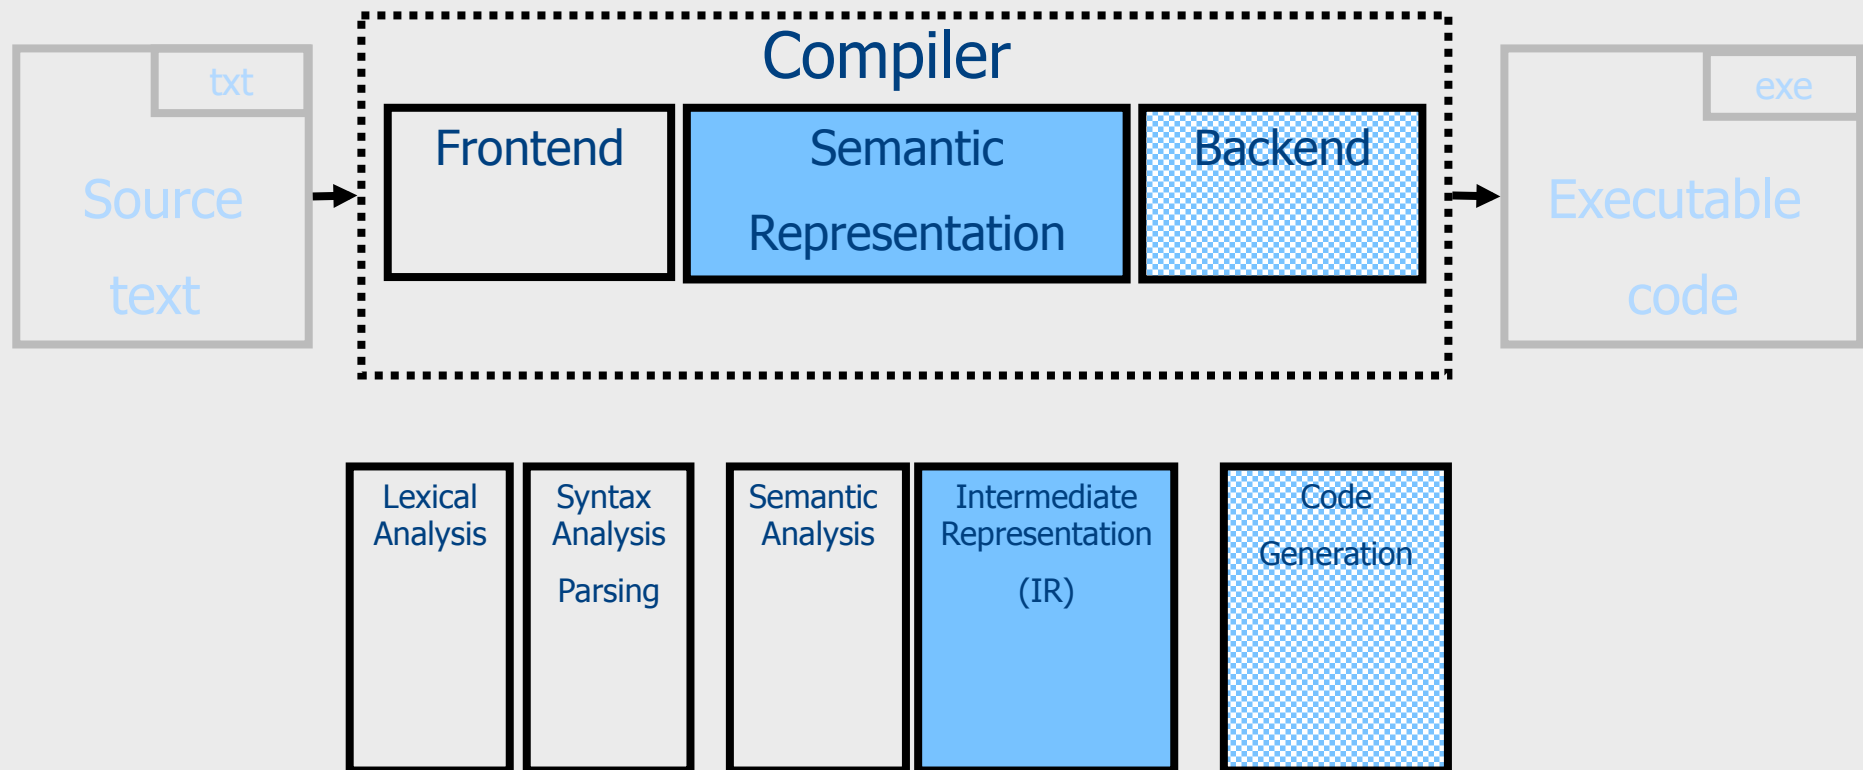 Compiler
txt
Source
text
Frontend
Semantic
Representation
Backend
exe
Executable
code
Lexical
Analysis
Syntax
Analysis
Parsing
Semantic
Analysis
Intermediate
Representation
(IR)
Code
Generation